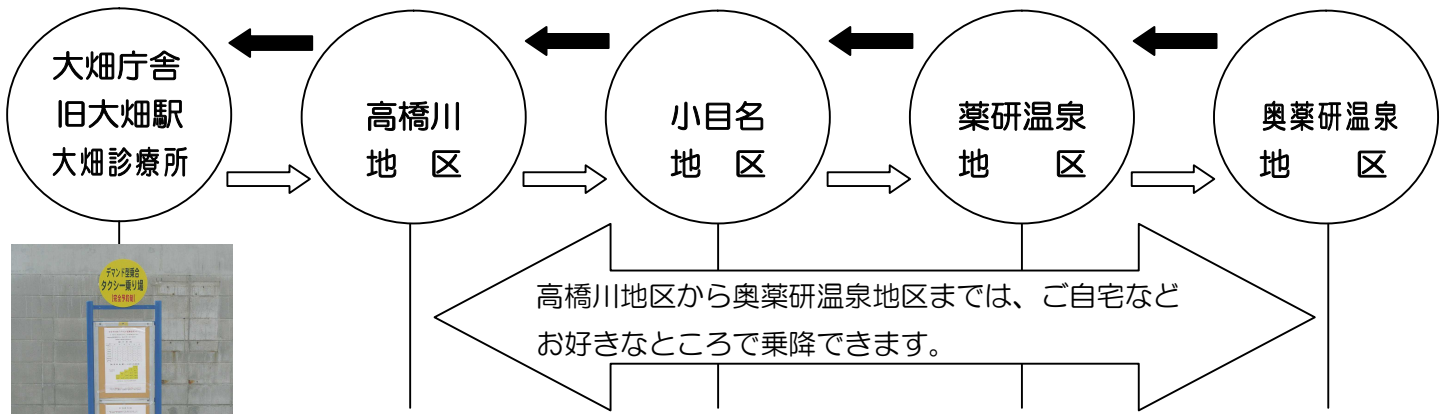 大畑庁舎
旧大畑駅
大畑診療所
高橋川
地 区
小目名
地 区
薬研温泉
地 区
奥薬研温泉
地 区
高橋川地区から奥薬研温泉地区までは、ご自宅など
お好きなところで乗降できます。
デマンド型乗合
タクシー乗り場